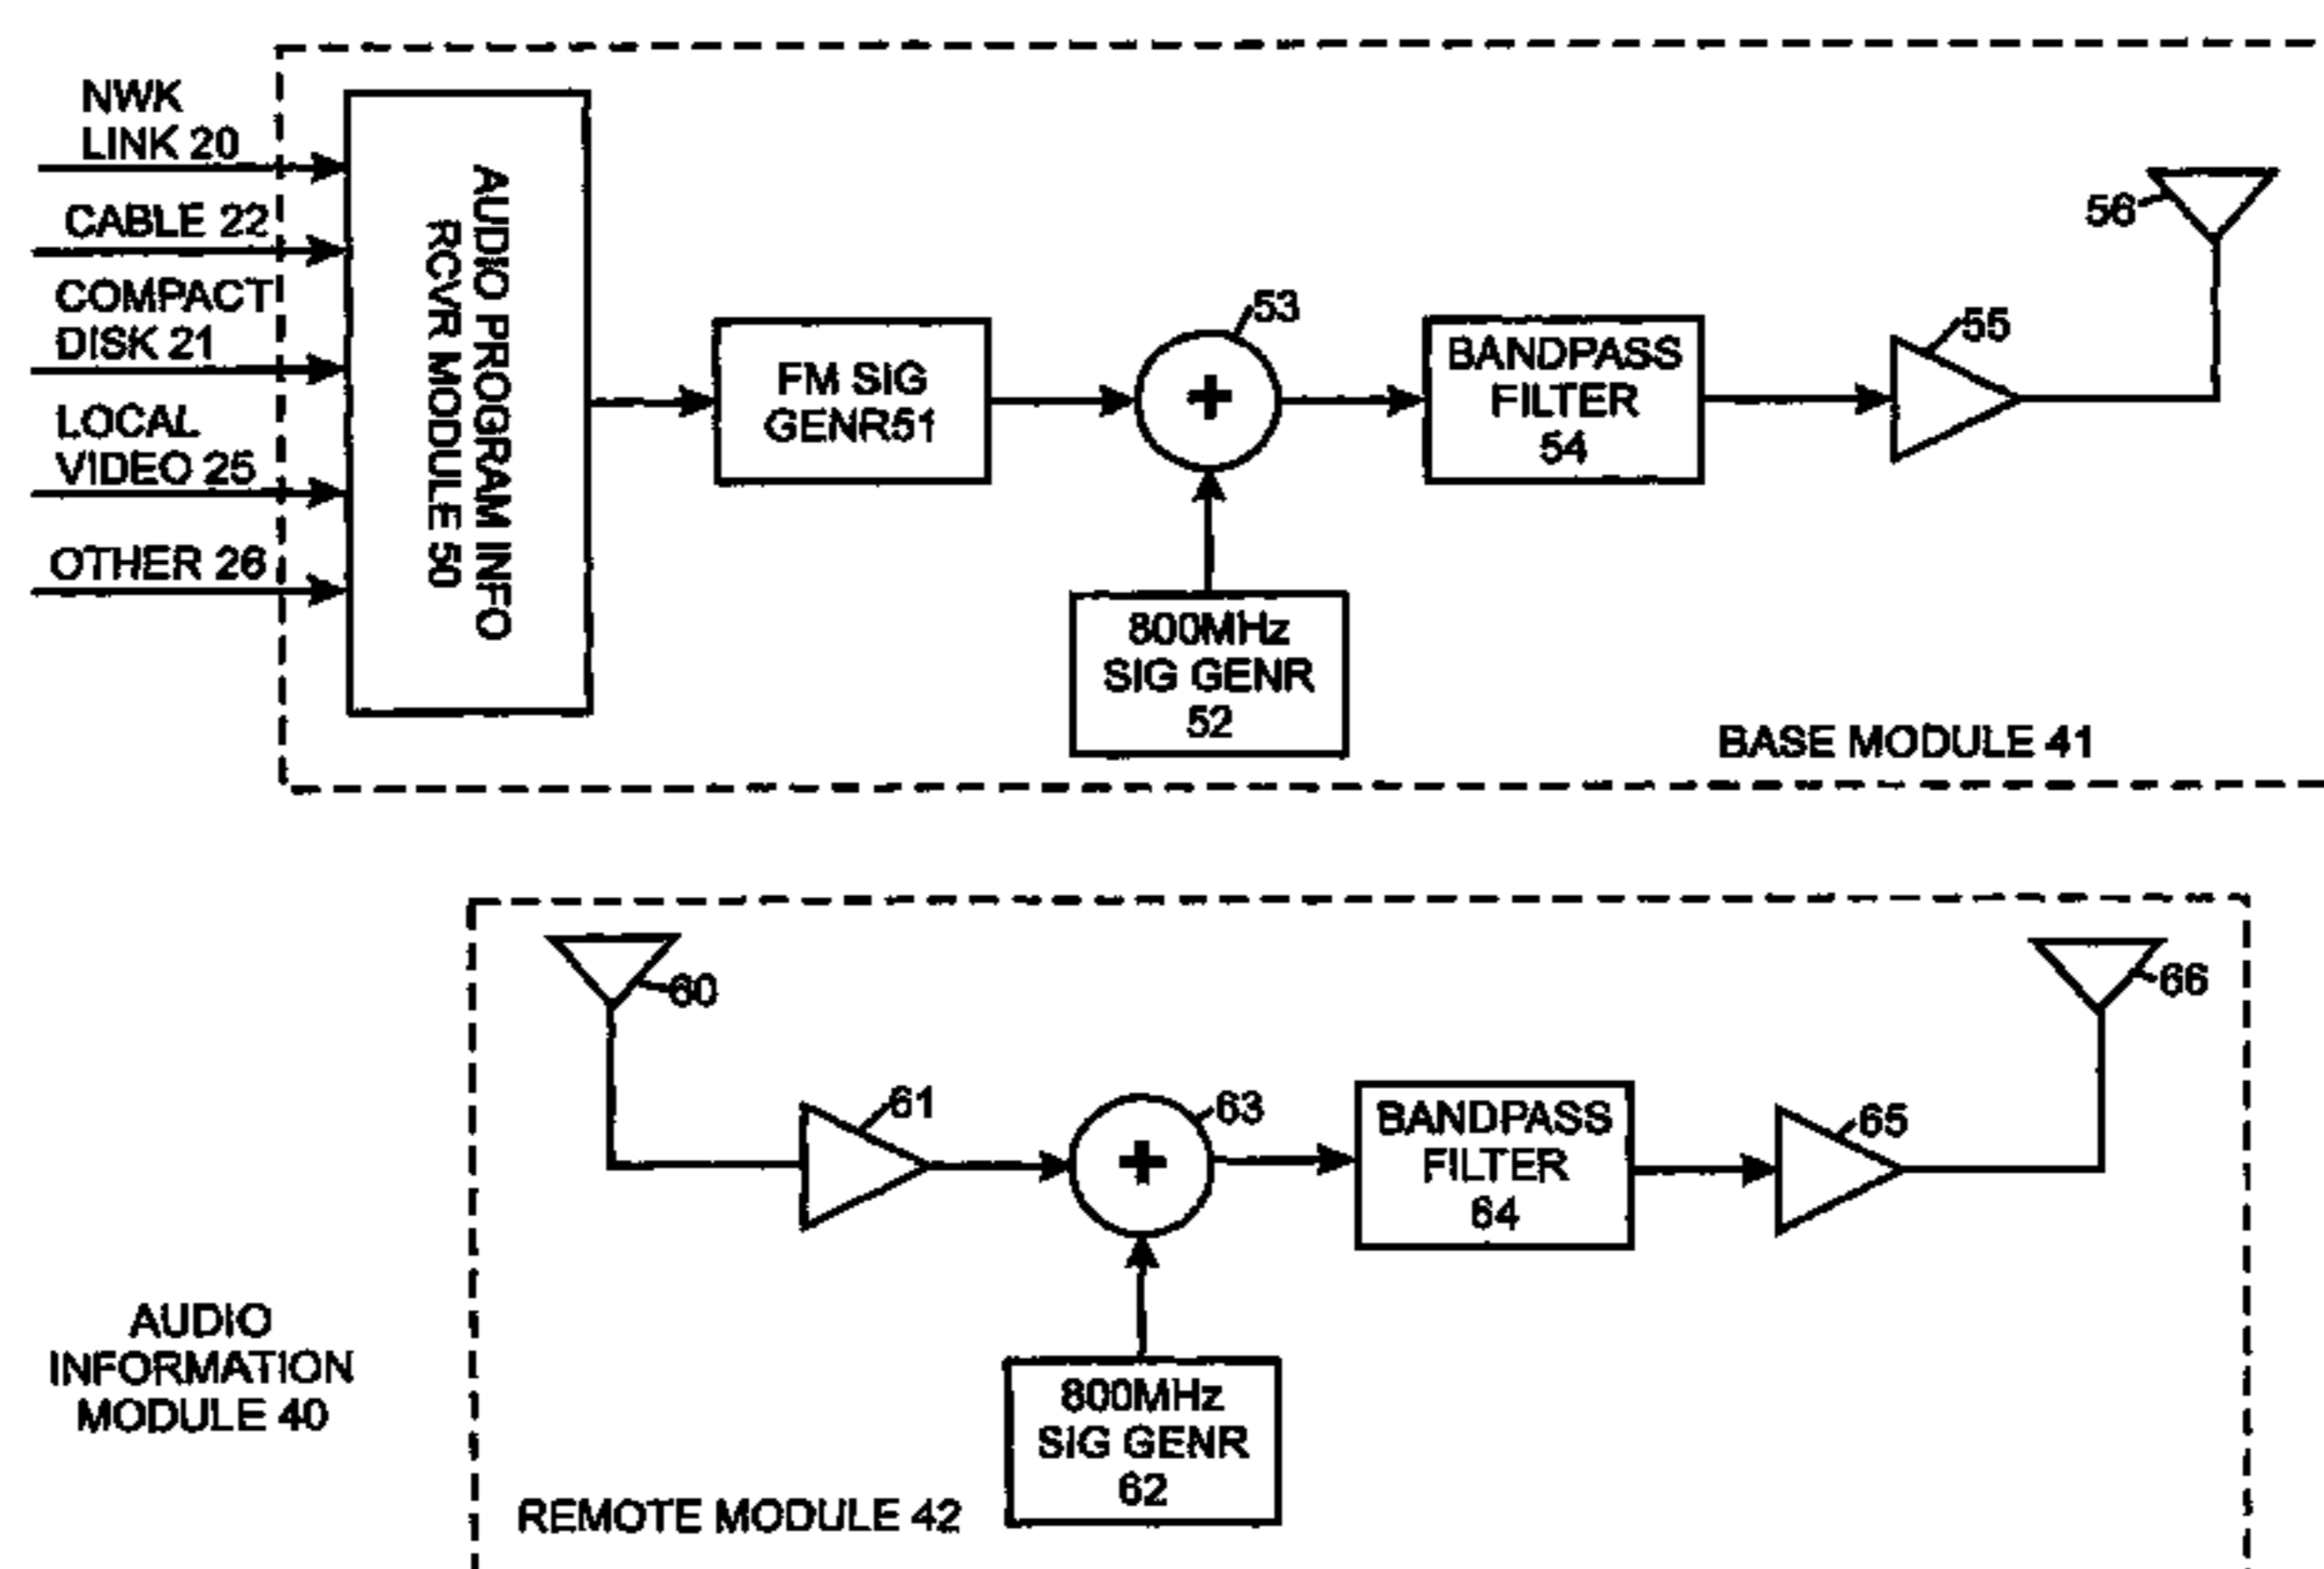 NWK
LINK 20
CABLE 22
COMPACT
DISK 21
LOCAL
VIDEO 25
OTHER 26
AUDIO PROGRAM INFO
RCVR MODULE 50
FM SIG
GENR51
53
+
800MHz
SIG GENR
52
BANDPASS
FILTER
54
55
56
BASE MODULE 41
60
61
63
+
800MHz
SIG GENR
62
BANDPASS
FILTER
64
65
66
AUDIO
INFORMATION
MODULE 40
REMOTE MODULE 42